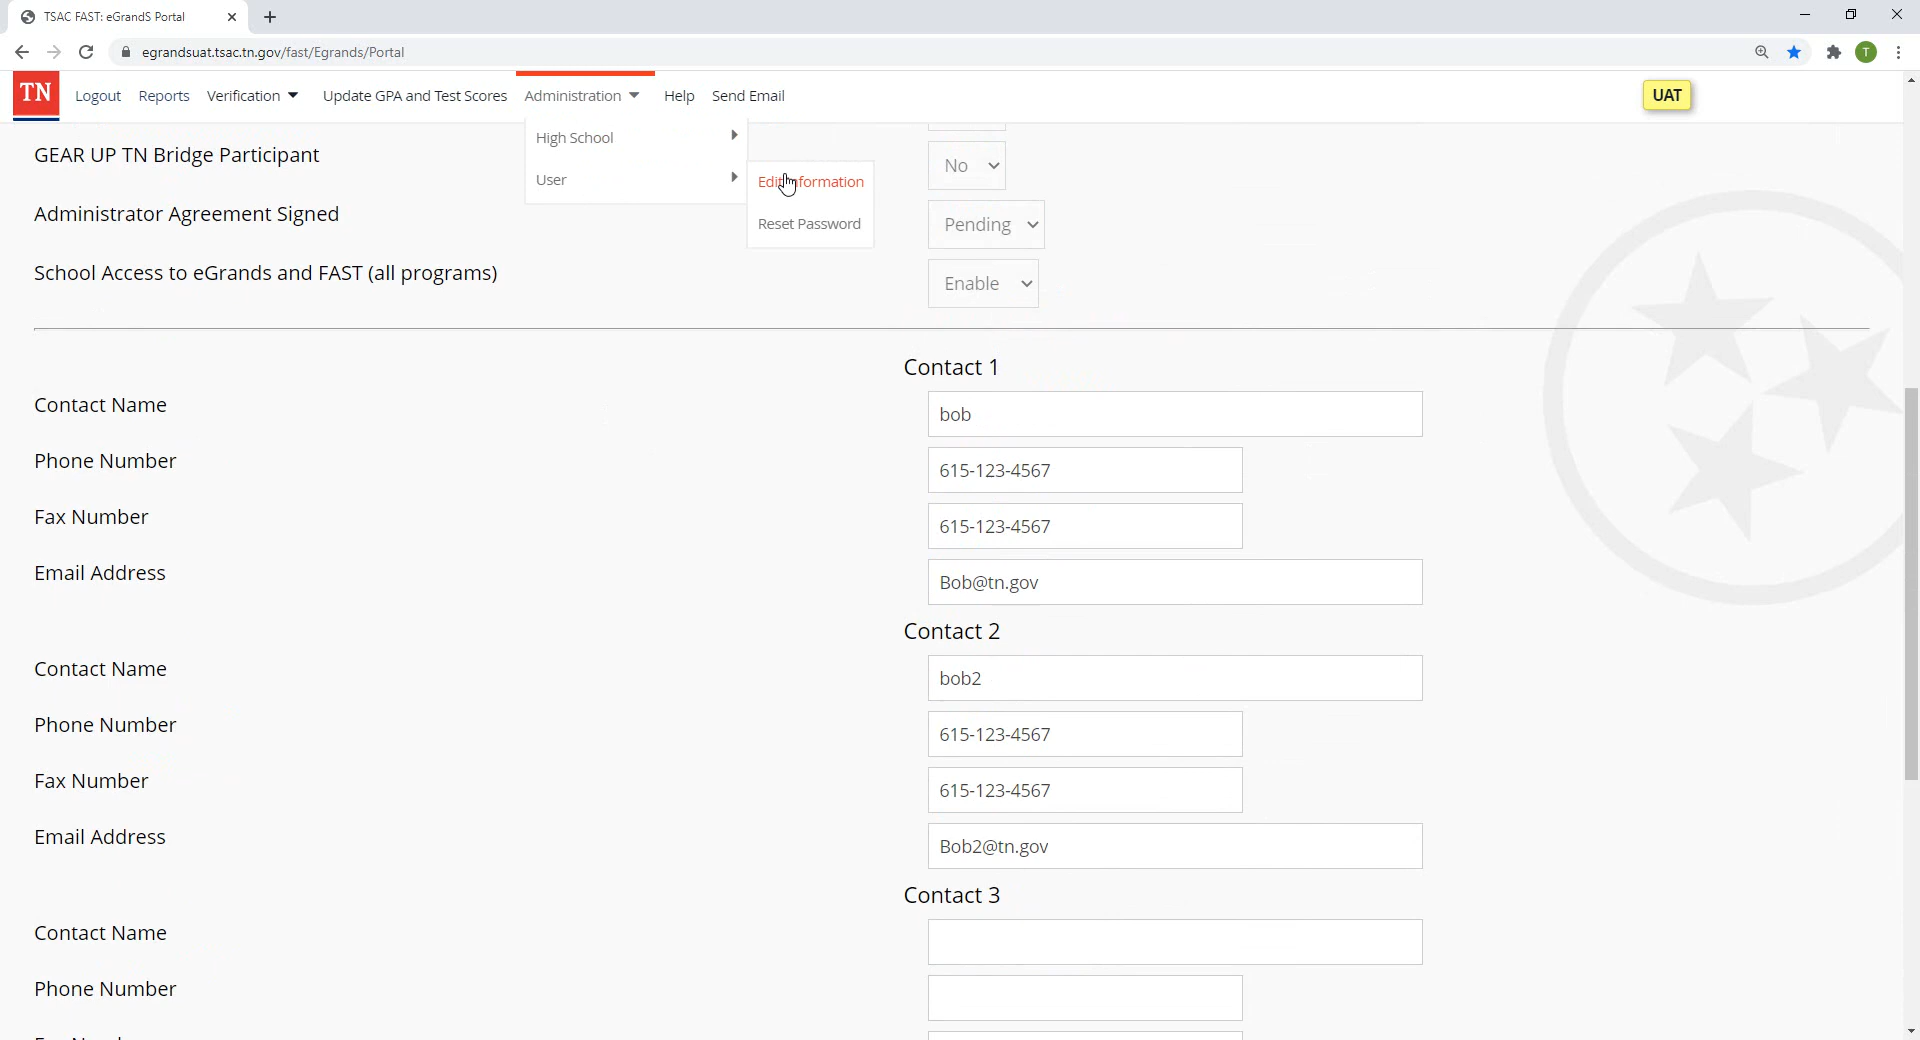 TSAC FAST: eGrandS Portal
egrandsuat.tsac.tn.gov/fast/Egrands/Portal
T
TN
Logout Reports Verification Update GPA and Test Scores Administration Help Send Email
UAT
High School
User
Edit Information
Reset Password
GEAR UP TN Bridge Participant
No
Administrator Agreement Signed
Pending
School Access to eGrands and FAST (all programs)
Enable
Contact 1
Contact Name
bob
Phone Number
615-123-4567
Fax Number
615-123-4567
Email Address
Bob@tn.gov
Contact 2
Contact Name
bob2
Phone Number
615-123-4567
Fax Number
615-123-4567
Email Address
Bob2@tn.gov
Contact 3
Contact Name
Phone Number